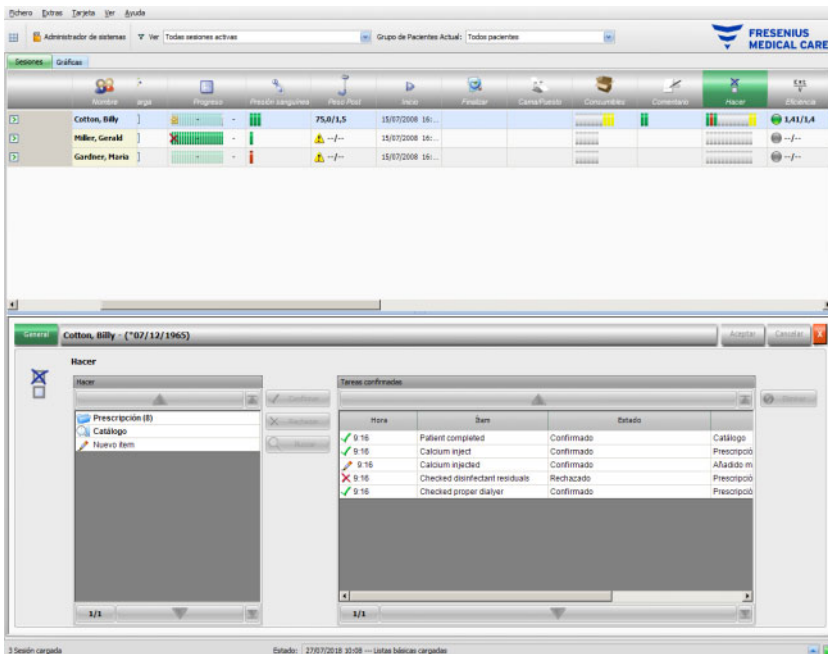 Fichero Extras Tarjeta Ver Ayuda
Administrador de sistemas Ver Todas sesiones activas Grupo de Pacientes Actual: Todos pacientes
FRESENIUS
MEDICAL CARE
Sesiones Gráficas
Nombre arga Progreso Presión sanguínea Peso Post Inicio Finalizar Cama/Puesto Consumibles Comentario Hacer Eficiencia
Cotton, Billy ] - 75,0/1,5 15/07/2008 16:... 1,41/1,4
Miller, Gerald ] - --/-- 15/07/2008 16:... --/--
Gardner, Maria ] - --/-- 15/07/2008 16:... --/--
General Cotton, Billy - (*07/12/1965) Aceptar Cancelar X
Hacer
Hacer Tareas confirmadas
Confirmar
Prescripción (8) Rechazar Hora Ítem Estado
Catálogo 9:16 Patient completed Confirmado Catálogo
Nuevo ítem 9:16 Calcium inject Confirmado Prescripció
9:16 Calcium injected Confirmado Añadido m
9:16 Checked disinfectant residuals Rechazado Prescripció
9:16 Checked proper dialyer Confirmado Prescripció
1/1 1/1
3 Sesión cargada Estado: 27/07/2018 10:08 --- Listas básicas cargadas